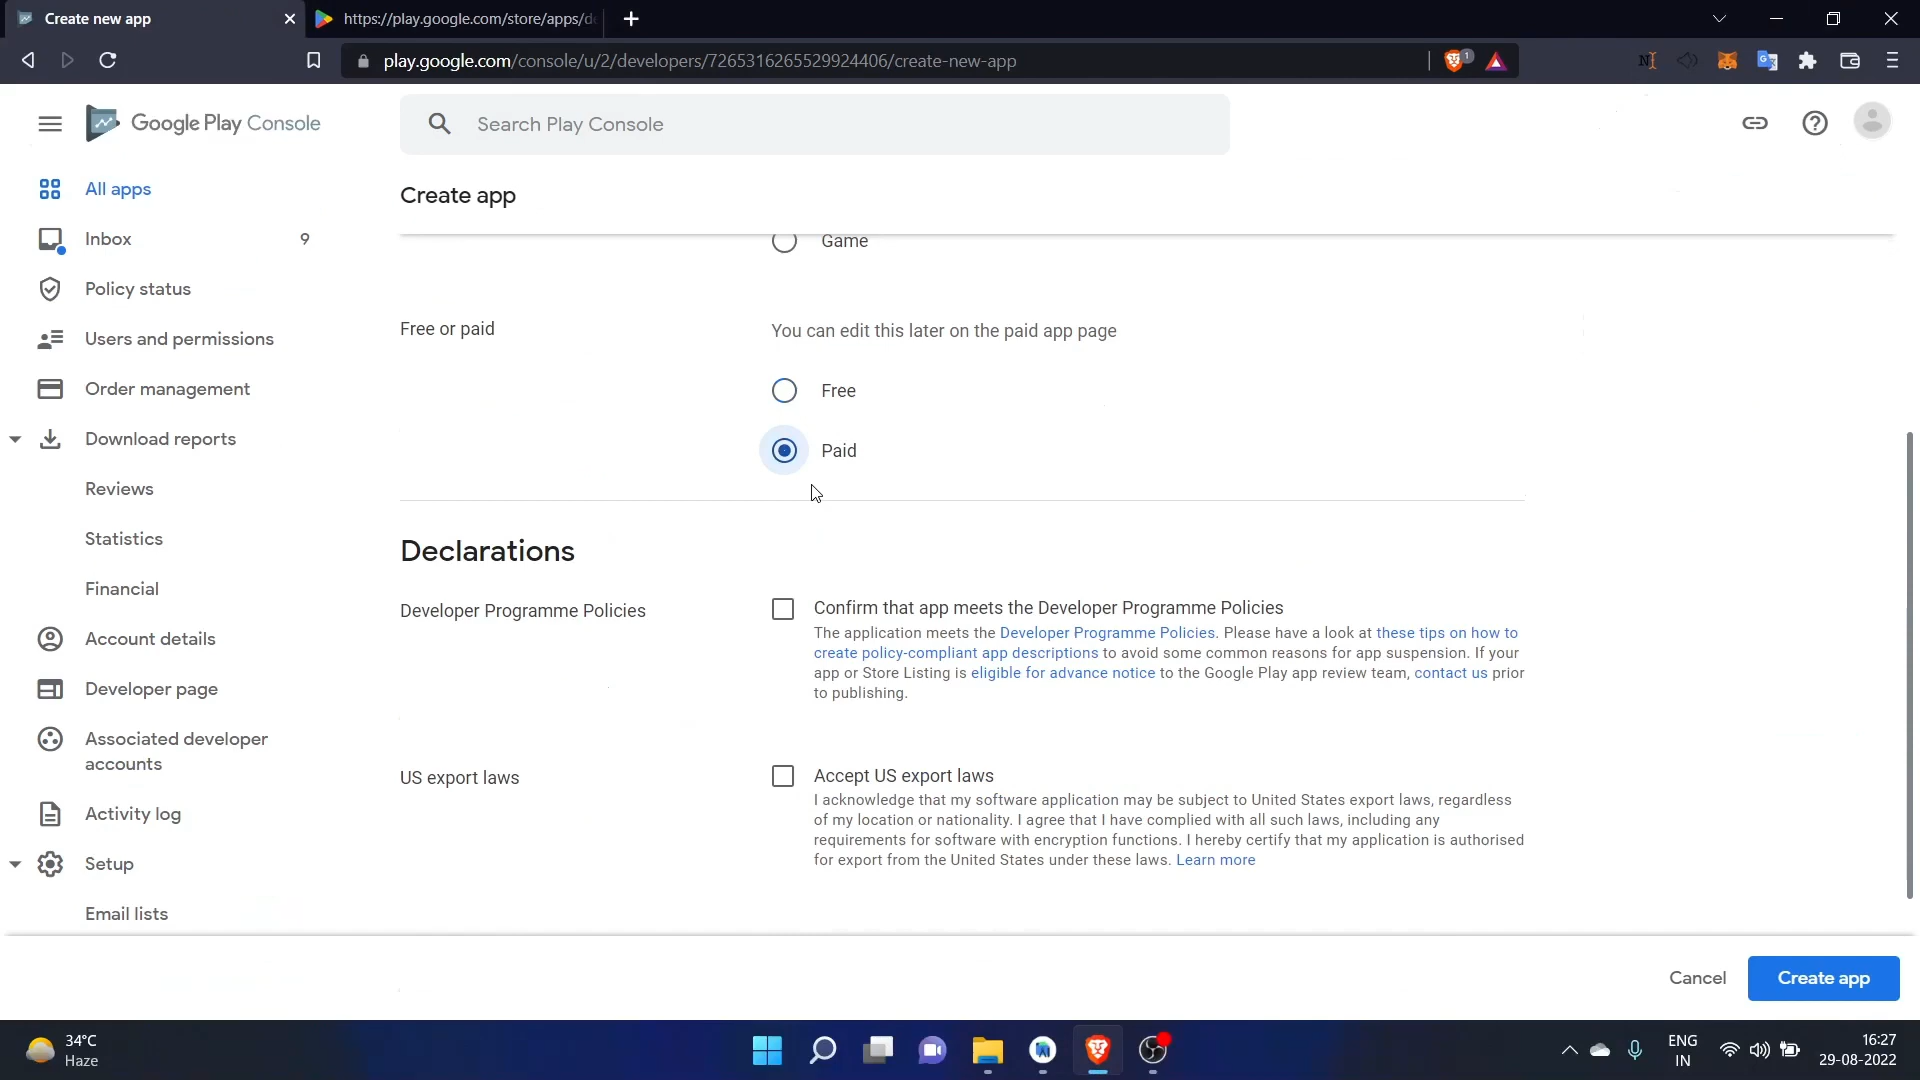 Create new app
https://play.google.com/store/apps/de
play.google.com/console/u/2/developers/7265316265529924406/create-new-app
1
Google Play Console
Search Play Console
All apps
Inbox 9
Policy status
Users and permissions
Order management
Download reports
Reviews
Statistics
Financial
Account details
Developer page
Associated developer
accounts
Activity log
Setup
Email lists
Create app
Game
Free or paid
You can edit this later on the paid app page
Free
Paid
Declarations
Developer Programme Policies
Confirm that app meets the Developer Programme Policies
The application meets the Developer Programme Policies. Please have a look at these tips on how to
create policy-compliant app descriptions to avoid some common reasons for app suspension. If your
app or Store Listing is eligible for advance notice to the Google Play app review team, contact us prior
to publishing.
US export laws
Accept US export laws
I acknowledge that my software application may be subject to United States export laws, regardless
of my location or nationality. I agree that I have complied with all such laws, including any
requirements for software with encryption functions. I hereby certify that my application is authorised
for export from the United States under these laws. Learn more
Cancel
Create app
34°C
Haze
ENG
IN
16:27
29-08-2022